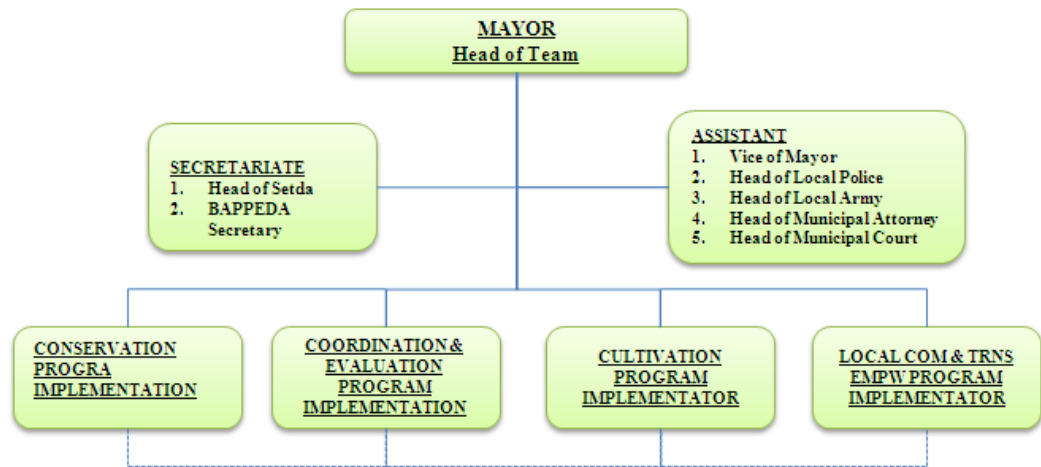 MAYOR
Head of Team
SECRETARIATE
1. Head of Setda
2. BAPPEDA
Secretary
ASSISTANT
1. Vice of Mayor
2. Head of Local Police
3. Head of Local Army
4. Head of Municipal Attorney
5. Head of Municipal Court
CONSERVATION
PROGRA
IMPLEMENTATION
COORDINATION &
EVALUATION
PROGRAM
IMPLEMENTATION
CULTIVATION
PROGRAM
IMPLEMENTATOR
LOCAL COM & TRNS
EMPW PROGRAM
IMPLEMENTATOR